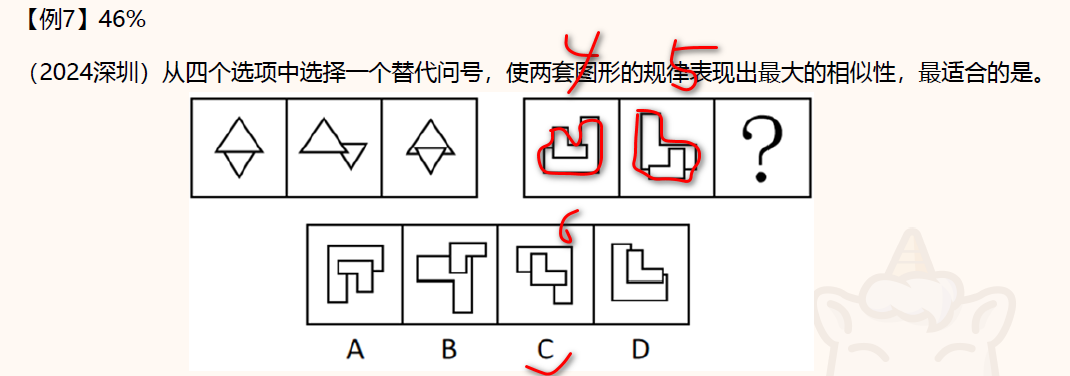 【例7】46%
（2024深圳）从四个选项中选择一个替代问号，使两套图形的规律表现出最大的相似性，最适合的是。
4 5
?
6
A B C D